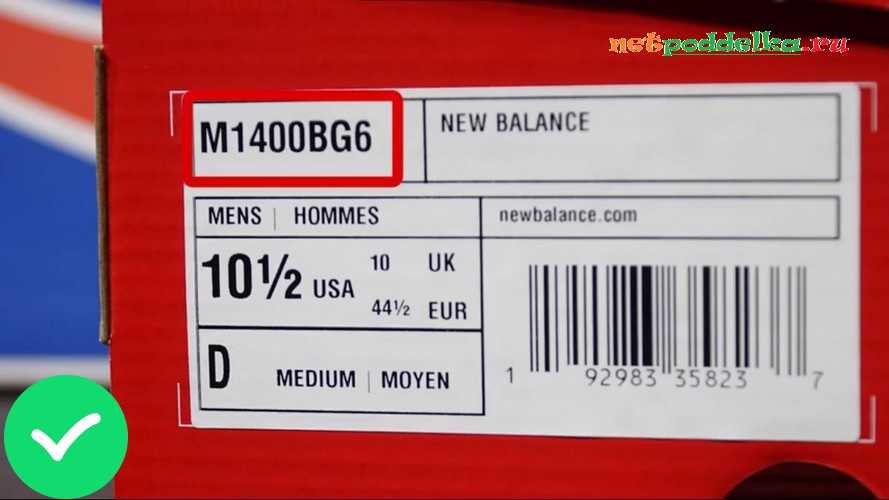 netpoddelka.ru
M1400BG6
NEW BALANCE
MENS | HOMMES
newbalance.com
10½ USA
10 UK
44½ EUR
D MEDIUM | MOYEN
1 92983 35823 7